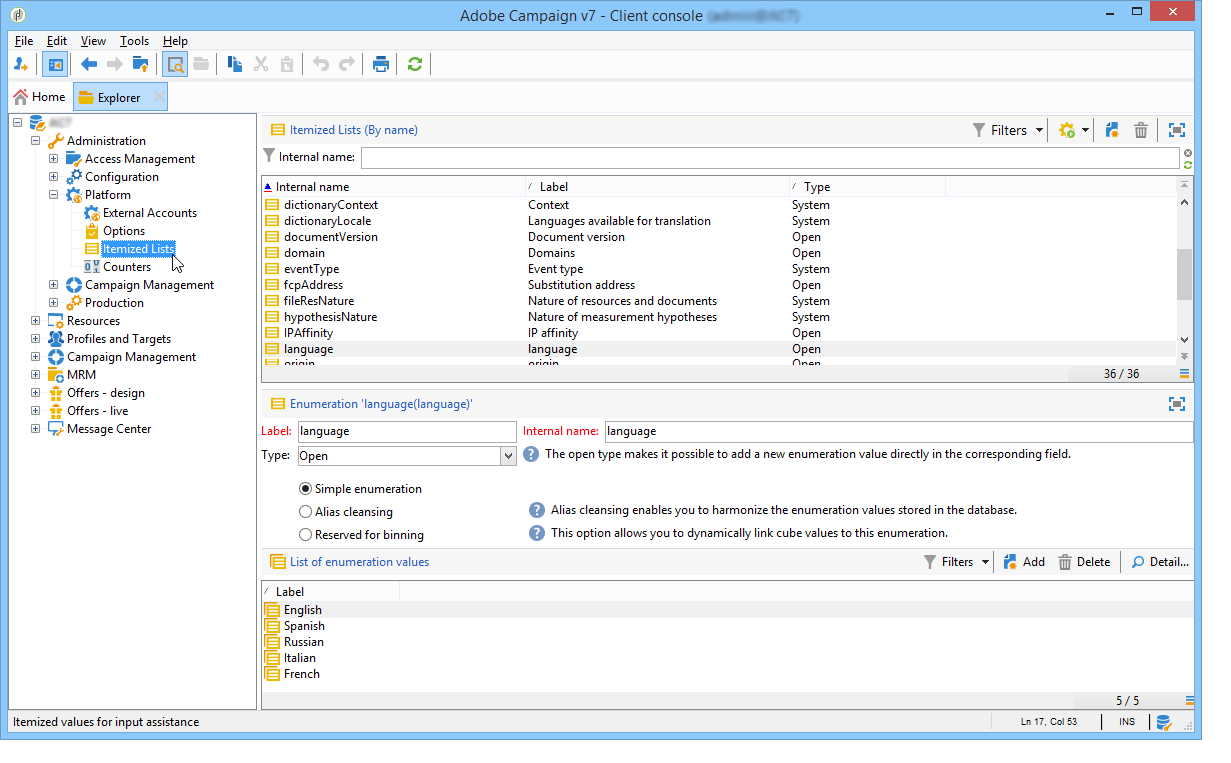 Adobe Campaign v7 - Client console
File Edit View Tools Help
Home Explorer
Administration
Access Management
Configuration
Platform
External Accounts
Options
Itemized Lists
Counters
Campaign Management
Production
Resources
Profiles and Targets
Campaign Management
MRM
Offers - design
Offers - live
Message Center
Itemized Lists (By name) Filters
Internal name:
Internal name Label Type
dictionaryContext Context System
dictionaryLocale Languages available for translation System
documentVersion Document version Open
domain Domains Open
eventType Event type System
fcpAddress Substitution address Open
fileResNature Nature of resources and documents System
hypothesisNature Nature of measurement hypotheses System
IPAffinity IP affinity Open
language language Open
origin origin Open
36 / 36
Enumeration 'language(language)'
Label: language Internal name: language
Type: Open ? The open type makes it possible to add a new enumeration value directly in the corresponding field.
Simple enumeration
Alias cleansing ? Alias cleansing enables you to harmonize the enumeration values stored in the database.
Reserved for binning ? This option allows you to dynamically link cube values to this enumeration.
List of enumeration values Filters Add Delete Detail...
Label
English
Spanish
Russian
Italian
French
5 / 5
Itemized values for input assistance Ln 17, Col 53 INS